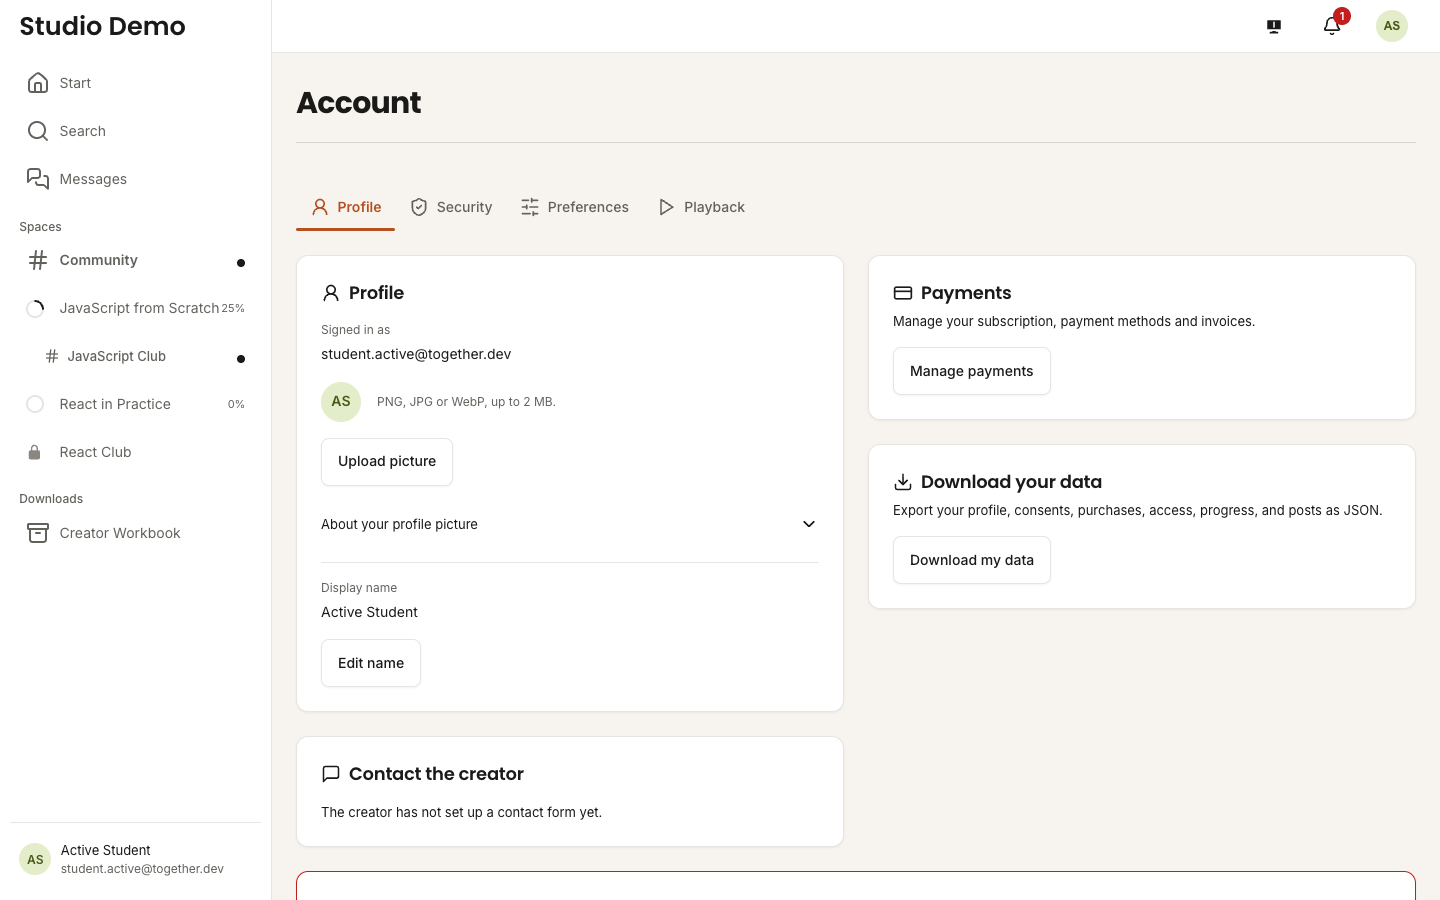 Studio Demo
Start
Search
Messages
Spaces
Community
JavaScript from Scratch 25%
JavaScript Club
React in Practice 0%
React Club
Downloads
Creator Workbook
AS
Active Student
student.active@together.dev
1
AS
Account
Profile
Security
Preferences
Playback
Profile
Signed in as
student.active@together.dev
AS
PNG, JPG or WebP, up to 2 MB.
Upload picture
About your profile picture
Display name
Active Student
Edit name
Contact the creator
The creator has not set up a contact form yet.
Payments
Manage your subscription, payment methods and invoices.
Manage payments
Download your data
Export your profile, consents, purchases, access, progress, and posts as JSON.
Download my data